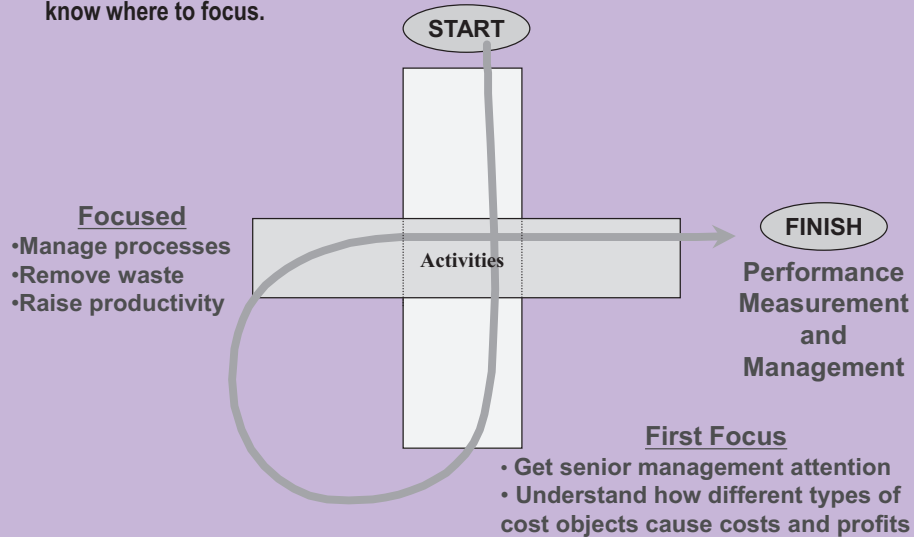 know where to focus.
START
Focused
•Manage processes
•Remove waste
•Raise productivity
Activities
FINISH
Performance
Measurement
and
Management
First Focus
• Get senior management attention
• Understand how different types of
cost objects cause costs and profits